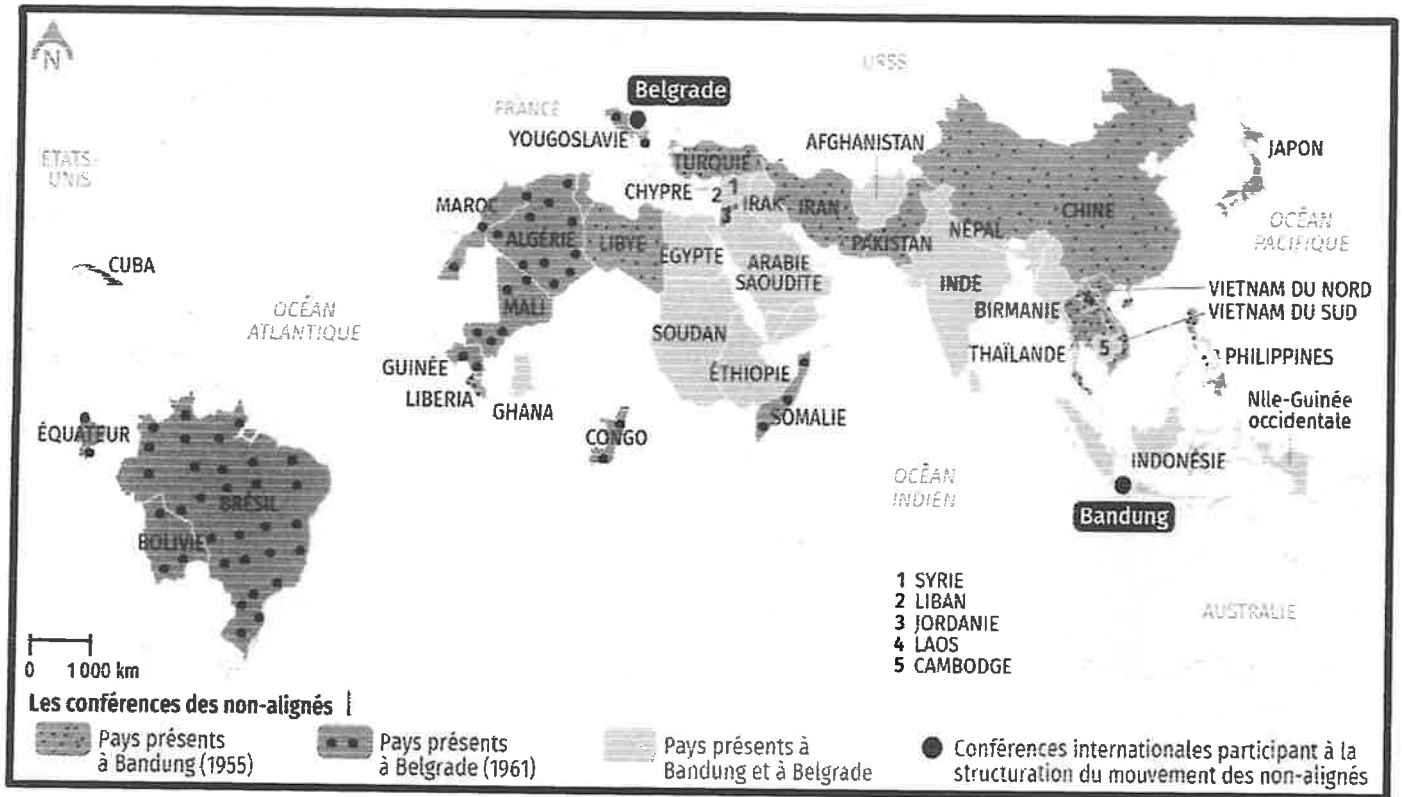 N
URSS
Belgrade
FRANCE
YOUGOSLAVIE
AFGHANISTAN
ÉTATS-
UNIS
TURQUIE
JAPON
CHYPRE
1
2
3
IRAK
IRAN
CHINE
MAROC
ALGÉRIE
LIBYE
ÉGYPTE
PAKISTAN
NÉPAL
OCÉAN
PACIFIQUE
CUBA
ARABIE
SAOUDITE
INDE
OCÉAN
ATLANTIQUE
MALI
BIRMANIE
VIETNAM DU NORD
VIETNAM DU SUD
SOUDAN
THAÏLANDE
5
PHILIPPINES
GUINÉE
LIBERIA
GHANA
ÉTHIOPIE
SOMALIE
Nlle-Guinée
occidentale
ÉQUATEUR
CONGO
INDONÉSIE
OCÉAN
INDIEN
BRÉSIL
Bandung
BOLIVIE
1 SYRIE
2 LIBAN
3 JORDANIE
4 LAOS
5 CAMBODGE
AUSTRALIE
0 1 000 km
Les conférences des non-alignés
Pays présents
à Bandung (1955)
Pays présents
à Belgrade (1961)
Pays présents à
Bandung et à Belgrade
Conférences internationales participant à la
structuration du mouvement des non-alignés